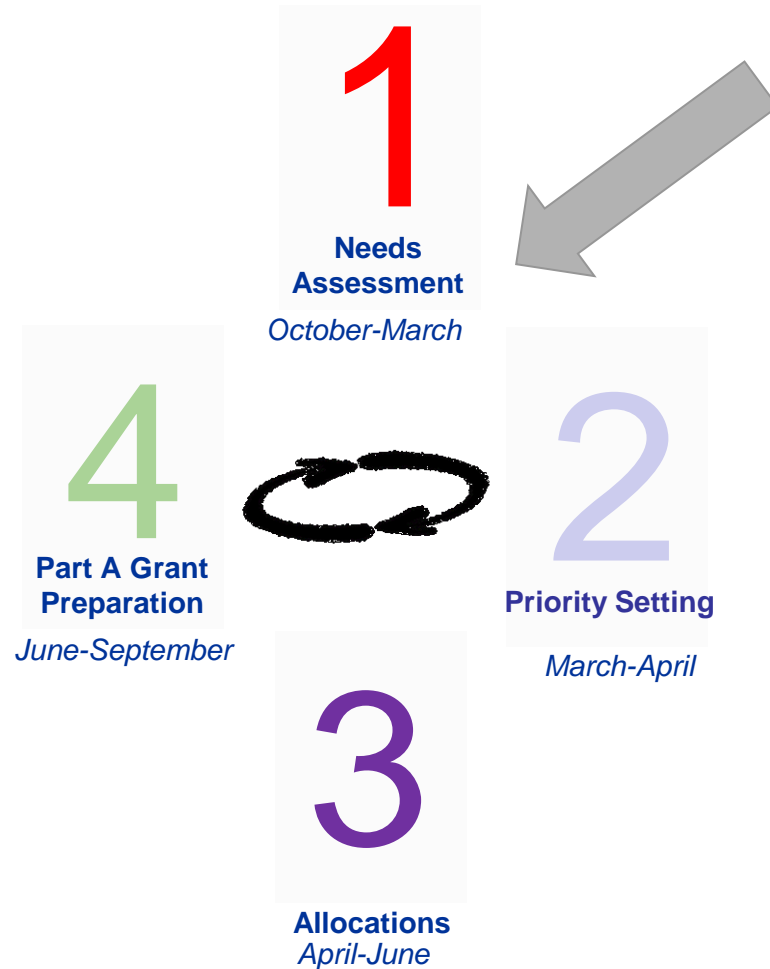 1
Needs
Assessment
October-March
2
Priority Setting
March-April
3
Allocations
April-June
4
Part A Grant
Preparation
June-September